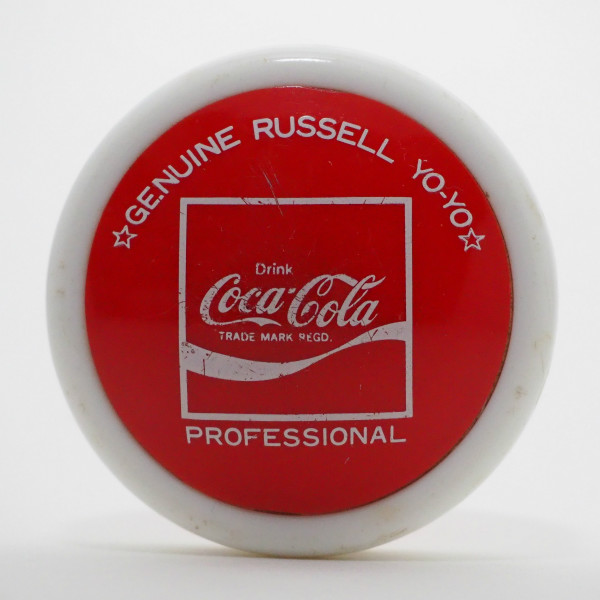 ☆GENUINE RUSSELL YO-YO☆
Drink
Coca-Cola
TRADE MARK REGD.
PROFESSIONAL